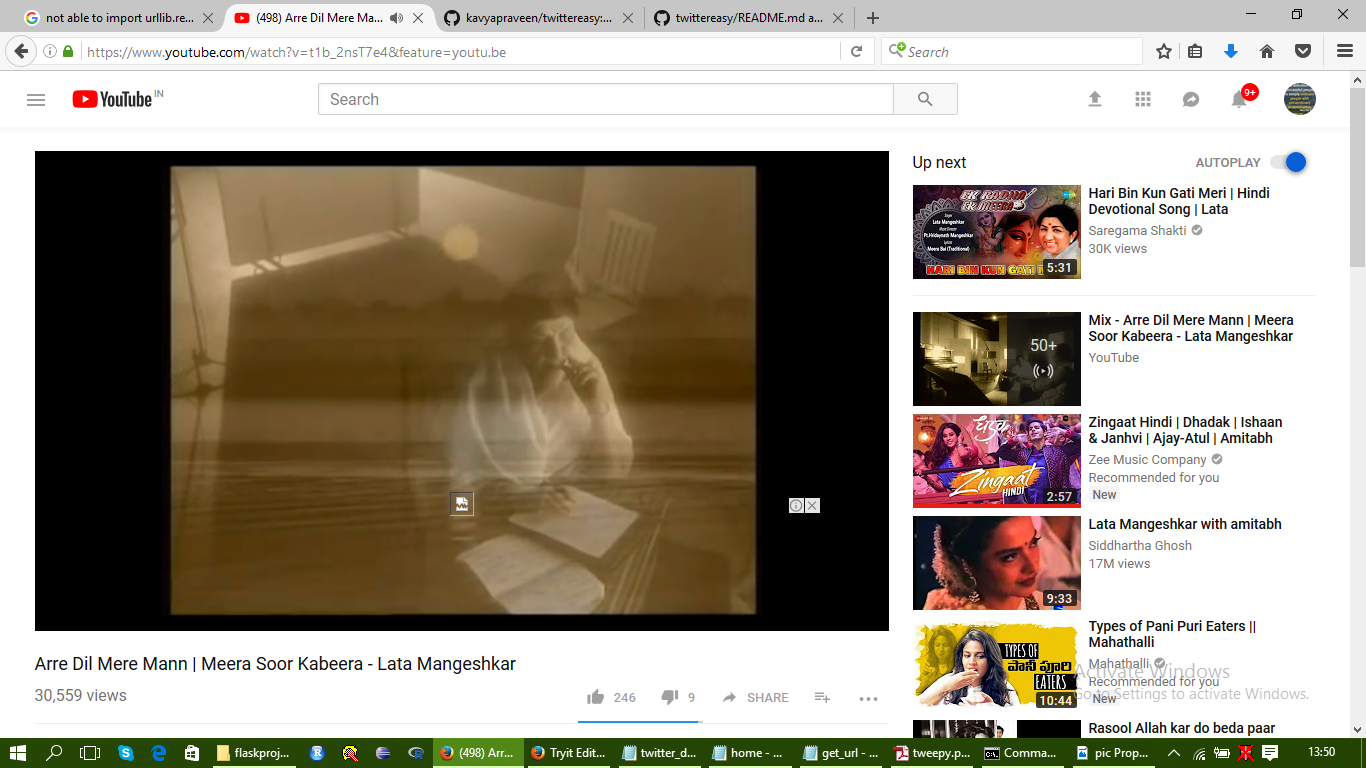 not able to import urllib.re...
(498) Arre Dil Mere Ma...
kavyapraveen/twittereasy:...
twittereasy/README.md a...
https://www.youtube.com/watch?v=t1b_2nsT7e4&feature=youtu.be
Search
YouTube IN
Search
9+
Up next
AUTOPLAY
EK RADHA EK MEERA
Lata Mangeshkar
Music Director
Pt.Hridaynath Mangeshkar
Meera Bai (Traditional)
HARI BIN KUN GATI
5:31
Hari Bin Kun Gati Meri | Hindi
Devotional Song | Lata
Saregama Shakti
30K views
50+
Mix - Arre Dil Mere Mann | Meera
Soor Kabeera - Lata Mangeshkar
YouTube
धड़क
Zingaat
HINDI
2:57
Zingaat Hindi | Dhadak | Ishaan
& Janhvi | Ajay-Atul | Amitabh
Zee Music Company
Recommended for you
New
9:33
Lata Mangeshkar with amitabh
Siddhartha Ghosh
17M views
TYPES OF
పానీ పూరి
EATERS
10:44
Types of Pani Puri Eaters ||
Mahathalli
Mahathalli
Recommended for you
New
Rasool Allah kar do beda paar
Arre Dil Mere Mann | Meera Soor Kabeera - Lata Mangeshkar
30,559 views
246
9
SHARE
Activate Windows
Go to Settings to activate Windows.
flaskproj...
(498) Arr...
Tryit Edit...
twitter_d...
home - ...
get_url - ...
tweepy.p...
Comma...
pic Prop...
13:50